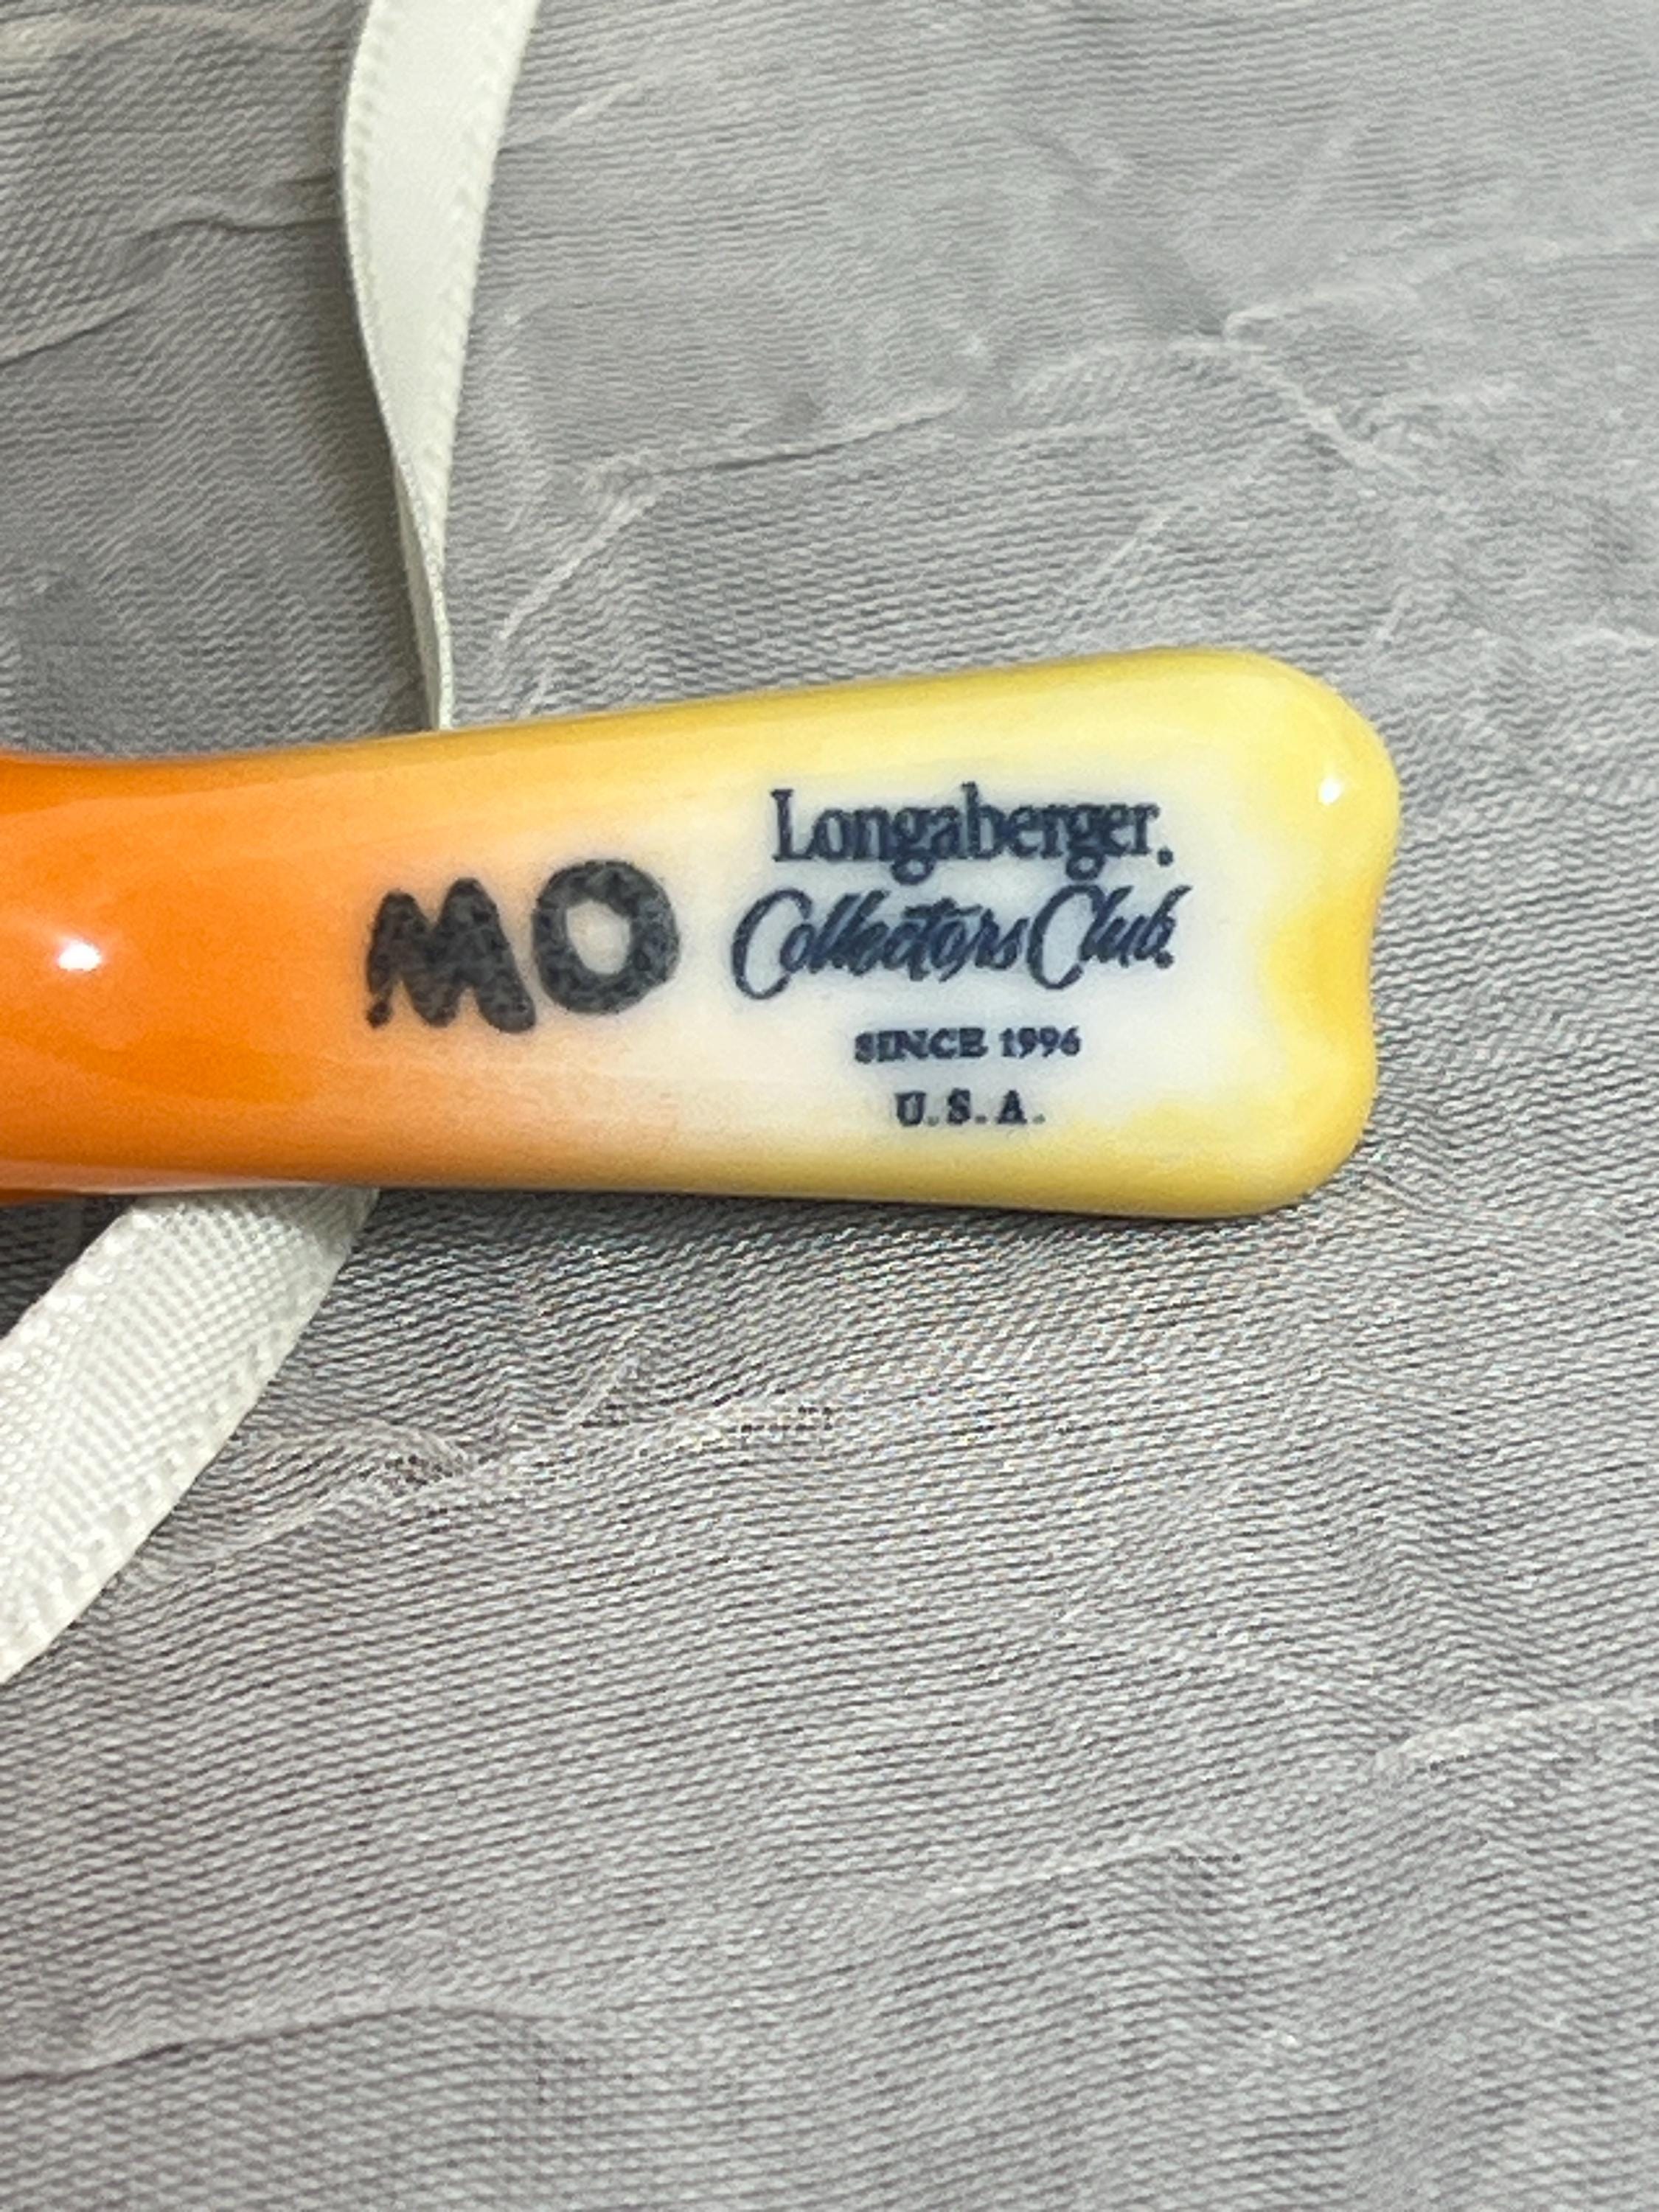 MO
Longaberger®
Collectors Club®
SINCE 1996
U.S.A.